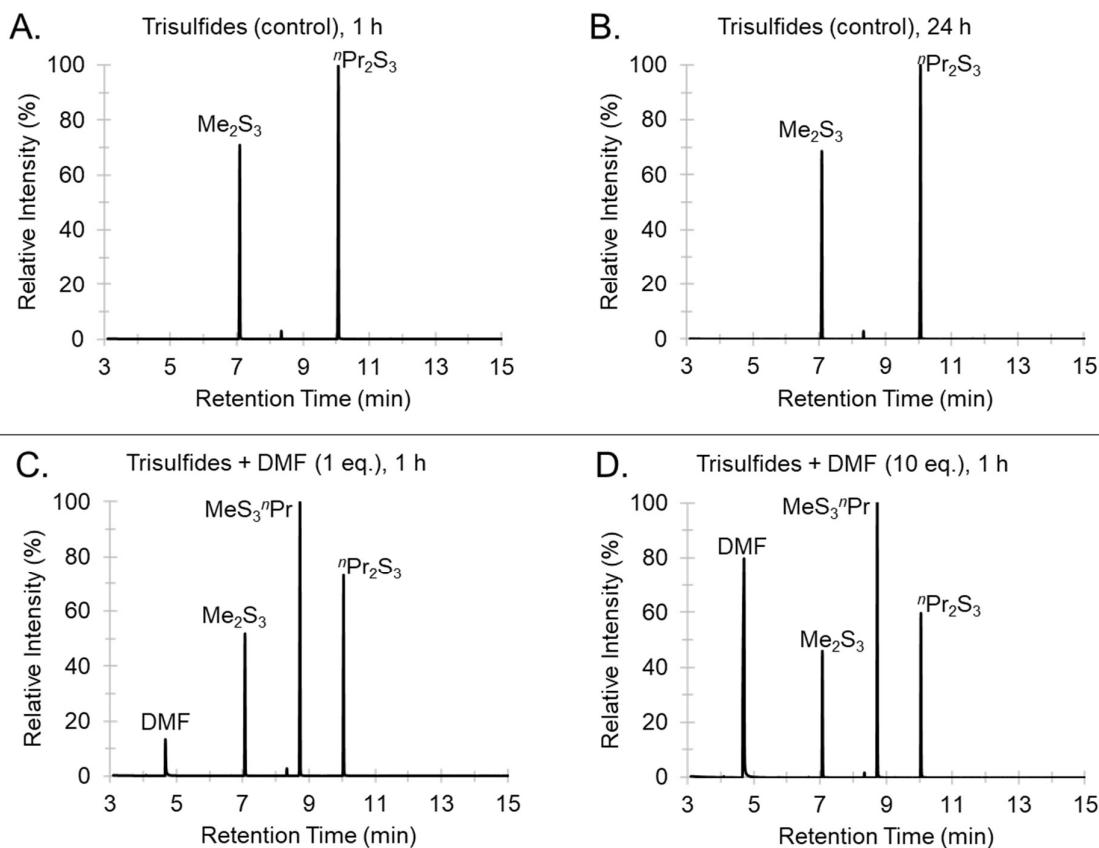 A.
Trisulfides (control), 1 h
Relative Intensity (%)
100
80
60
40
20
0
Me₂S₃
ⁿPr₂S₃
3 5 7 9 11 13 15
Retention Time (min)
B.
Trisulfides (control), 24 h
Relative Intensity (%)
100
80
60
40
20
0
Me₂S₃
ⁿPr₂S₃
3 5 7 9 11 13 15
Retention Time (min)
C.
Trisulfides + DMF (1 eq.), 1 h
Relative Intensity (%)
100
80
60
40
20
0
DMF
Me₂S₃
MeS₃ⁿPr
ⁿPr₂S₃
3 5 7 9 11 13 15
Retention Time (min)
D.
Trisulfides + DMF (10 eq.), 1 h
Relative Intensity (%)
100
80
60
40
20
0
DMF
Me₂S₃
MeS₃ⁿPr
ⁿPr₂S₃
3 5 7 9 11 13 15
Retention Time (min)